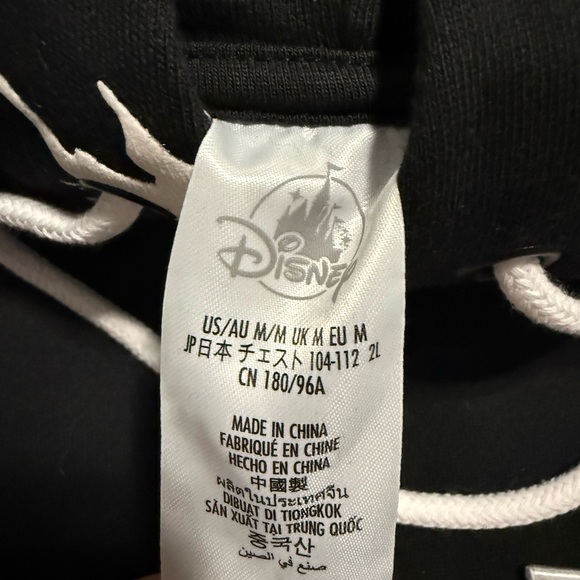 Disney
US/AU M/M UK M EU M
JP日本 チェスト 104-112 2L
CN 180/96A
MADE IN CHINA
FABRIQUÉ EN CHINE
HECHO EN CHINA
中國製
ผลิตในประเทศจีน
DIBUAT DI TIONGKOK
SẢN XUẤT TẠI TRUNG QUỐC
중국산
صنع في الصين